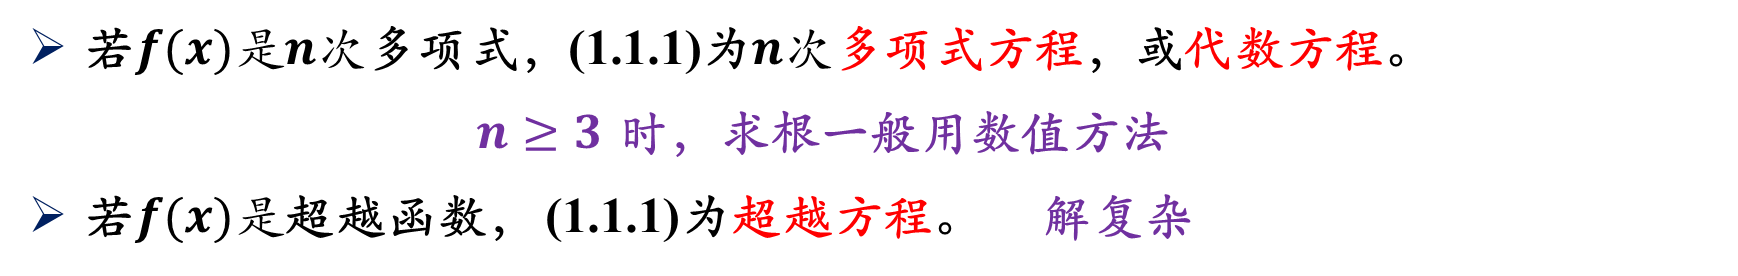 ➢ 若f(x)是n次多项式，(1.1.1)为n次多项式方程，或代数方程。
n ≥ 3 时，求根一般用数值方法
➢ 若f(x)是超越函数，(1.1.1)为超越方程。 解复杂